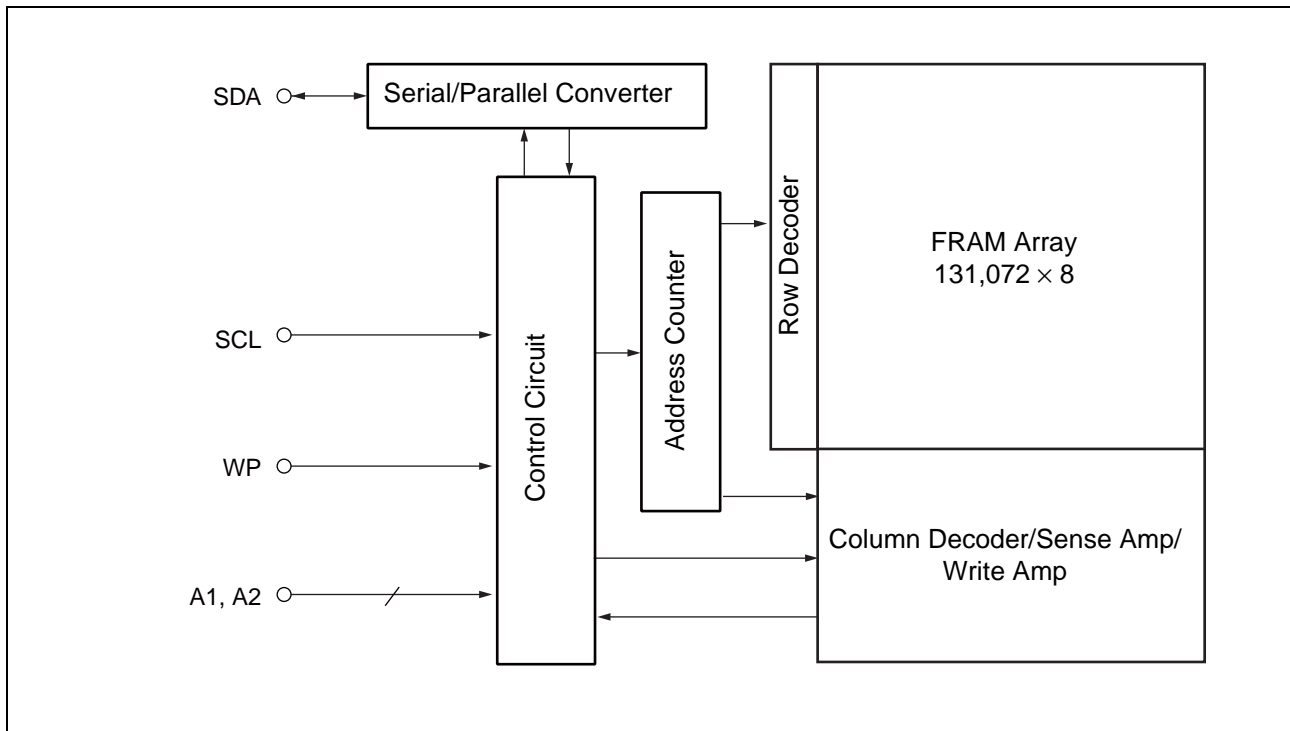 SDA
Serial/Parallel Converter
SCL
WP
A1, A2
Control Circuit
Address Counter
Row Decoder
FRAM Array
131,072 × 8
Column Decoder/Sense Amp/
Write Amp